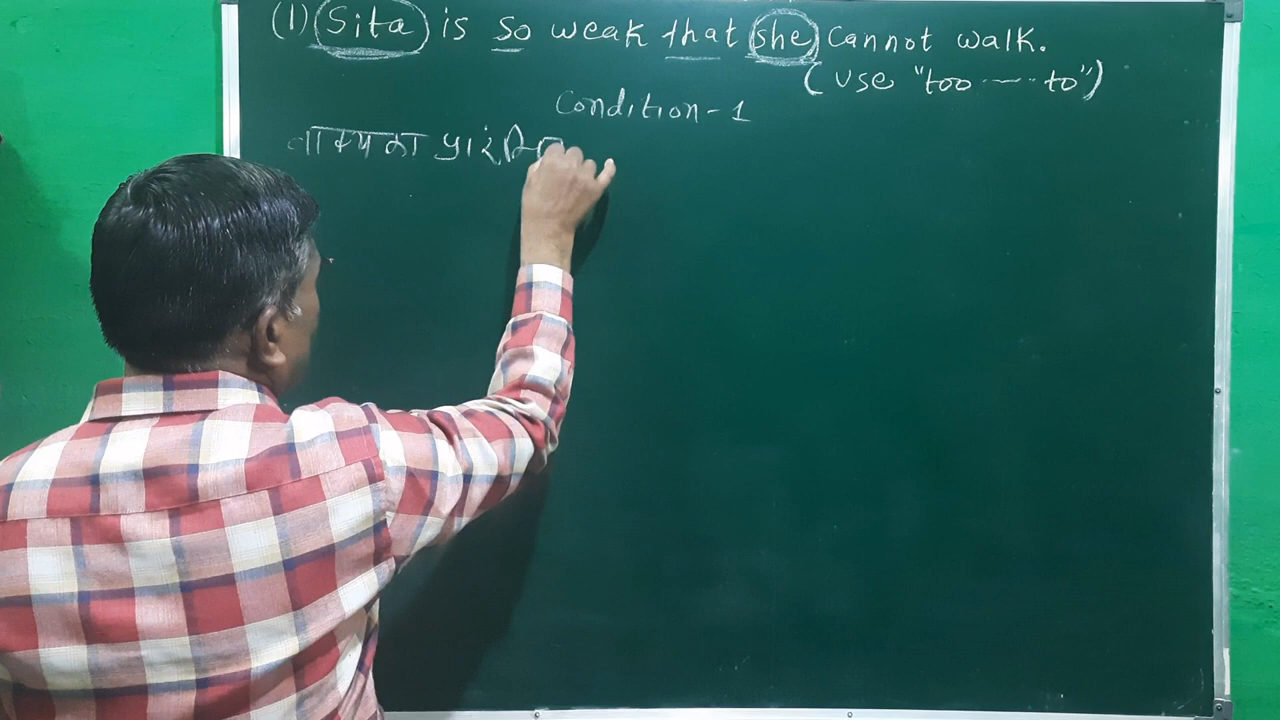 (1) Sita is so weak that she cannot walk.
(Use "too ---- to")
Condition-1
वाक्य का प्रारंभि